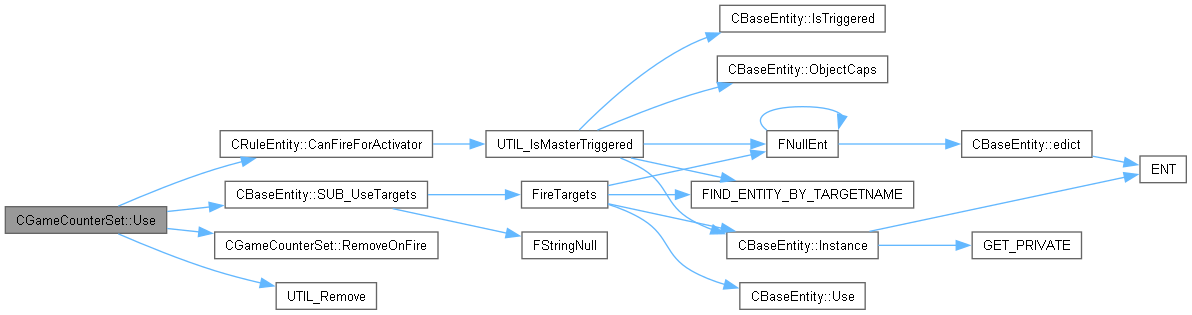 CBaseEntity::IsTriggered
CBaseEntity::ObjectCaps
CRuleEntity::CanFireForActivator
UTIL_IsMasterTriggered
FNullEnt
CBaseEntity::edict
ENT
CBaseEntity::SUB_UseTargets
FireTargets
FIND_ENTITY_BY_TARGETNAME
CGameCounterSet::Use
CGameCounterSet::RemoveOnFire
FStringNull
CBaseEntity::Instance
GET_PRIVATE
UTIL_Remove
CBaseEntity::Use